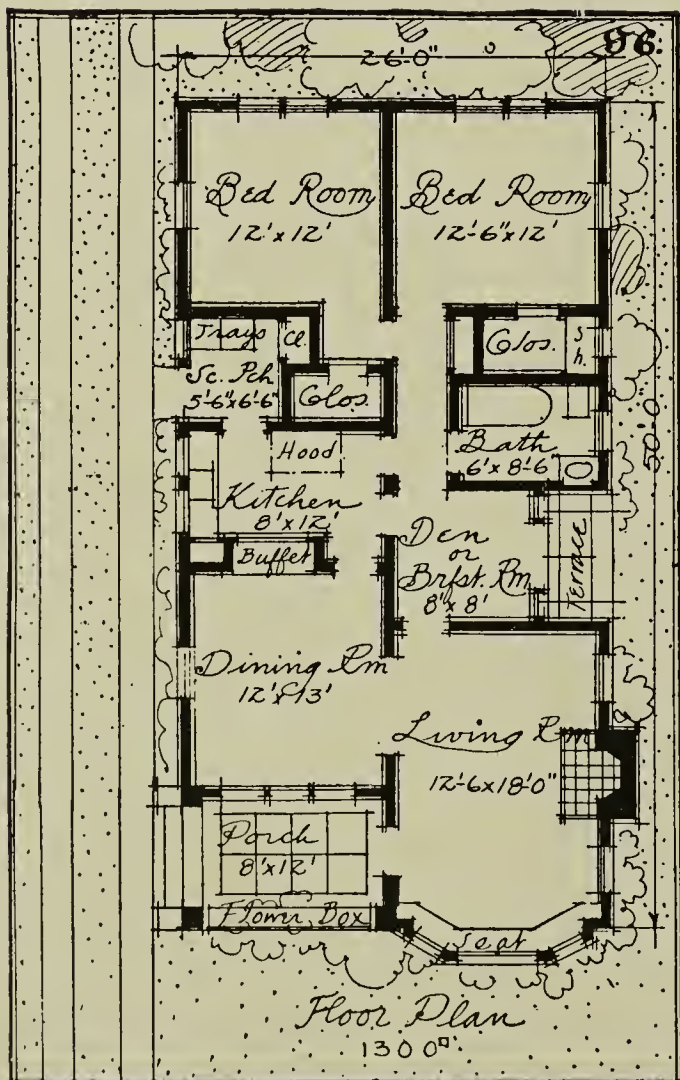 96.
26'-0"
Bed Room
12'x12'
Bed Room
12'-6"x12'
Trays
Cl.
Clos.
Sh.
Sc. Pch
5'-6"x6'-6"
Clos.
Bath
6'x8'-6"
50'-0"
Hood
Kitchen
8'x12'
Buffet
Den
or
Brfst. Rm
8'x8'
Terrace
Dining Rm
12'x13'
Living Rm
12'-6x18'-0"
Porch
8'x12'
Flower Box
Seat
Floor Plan
1300